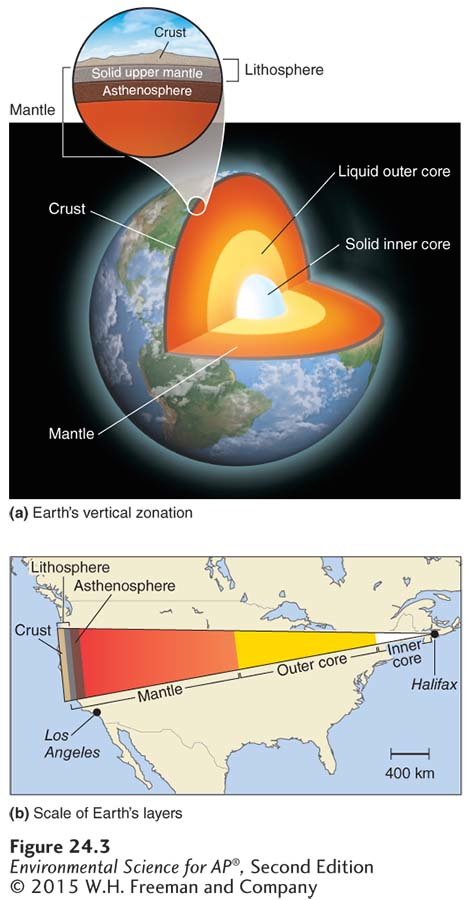 Crust
Solid upper mantle
Lithosphere
Asthenosphere
Mantle
Liquid outer core
Crust
Solid inner core
Mantle
(a) Earth's vertical zonation
Lithosphere
Asthenosphere
Crust
Mantle
Outer core
Inner
core
Halifax
Los
Angeles
400 km
(b) Scale of Earth's layers
Figure 24.3
Environmental Science for AP®, Second Edition
© 2015 W.H. Freeman and Company